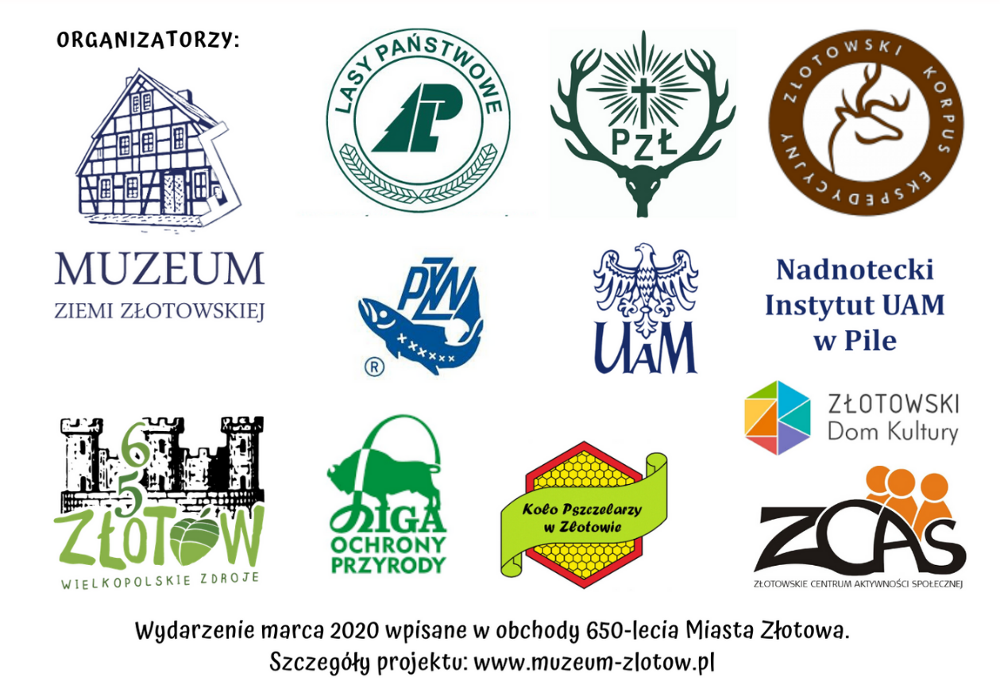 ORGANIZATORZY:
MUZEUM
ZIEMI ZŁOTOWSKIEJ
LASY PAŃSTWOWE
LP
PZŁ
ZŁOTOWSKI KORPUS EKSPEDYCYJNY
PZW
®
UAM
Nadnotecki
Instytut UAM
w Pile
ZŁOTOWSKI
Dom Kultury
65
ZŁOTÓW
WIELKOPOLSKIE ZDROJE
LIGA
OCHRONY
PRZYRODY
Koło Pszczelarzy
w Złotowie
ZCAS
ZŁOTOWSKIE CENTRUM AKTYWNOŚCI SPOŁECZNEJ
Wydarzenie marca 2020 wpisane w obchody 650-lecia Miasta Złotowa.
Szczegóły projektu: www.muzeum-zlotow.pl